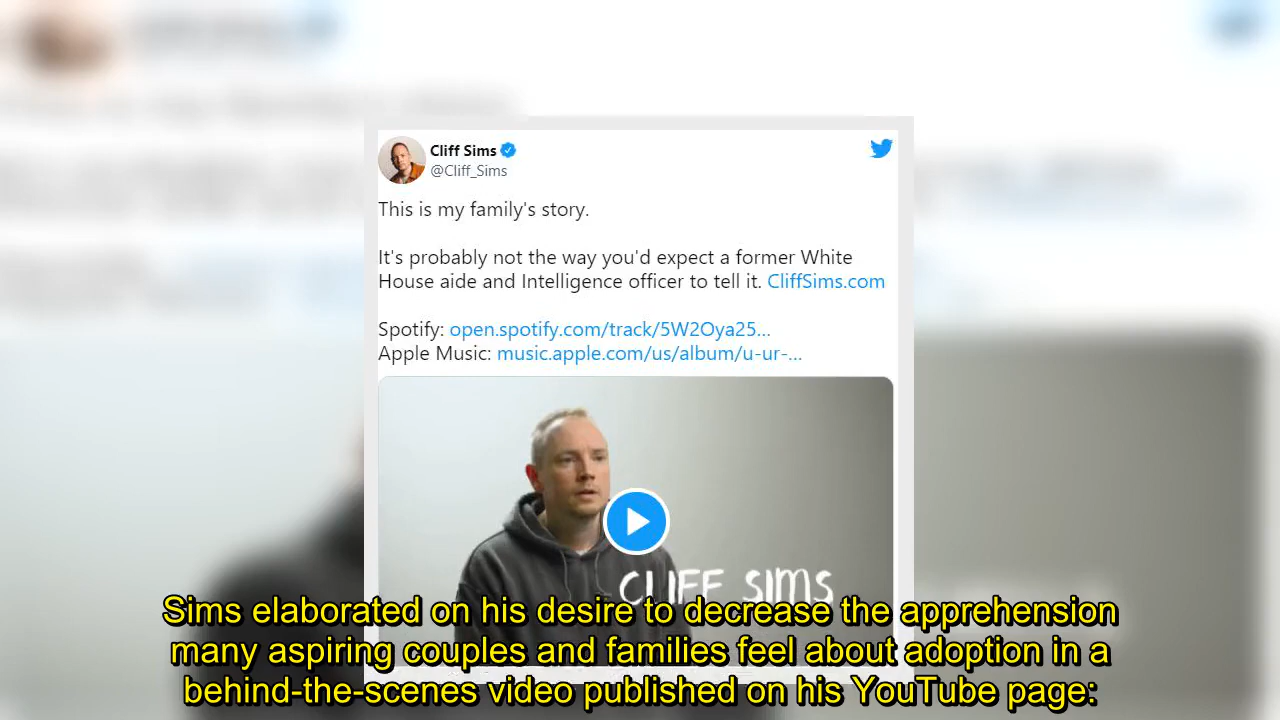 Cliff Sims
@Cliff_Sims
This is my family's story.
It's probably not the way you'd expect a former White
House aide and Intelligence officer to tell it. CliffSims.com
Spotify: open.spotify.com/track/5W2Oya25...
Apple Music: music.apple.com/us/album/u-ur-...
CLIFF SIMS
Sims elaborated on his desire to decrease the apprehension
many aspiring couples and families feel about adoption in a
behind-the-scenes video published on his YouTube page: